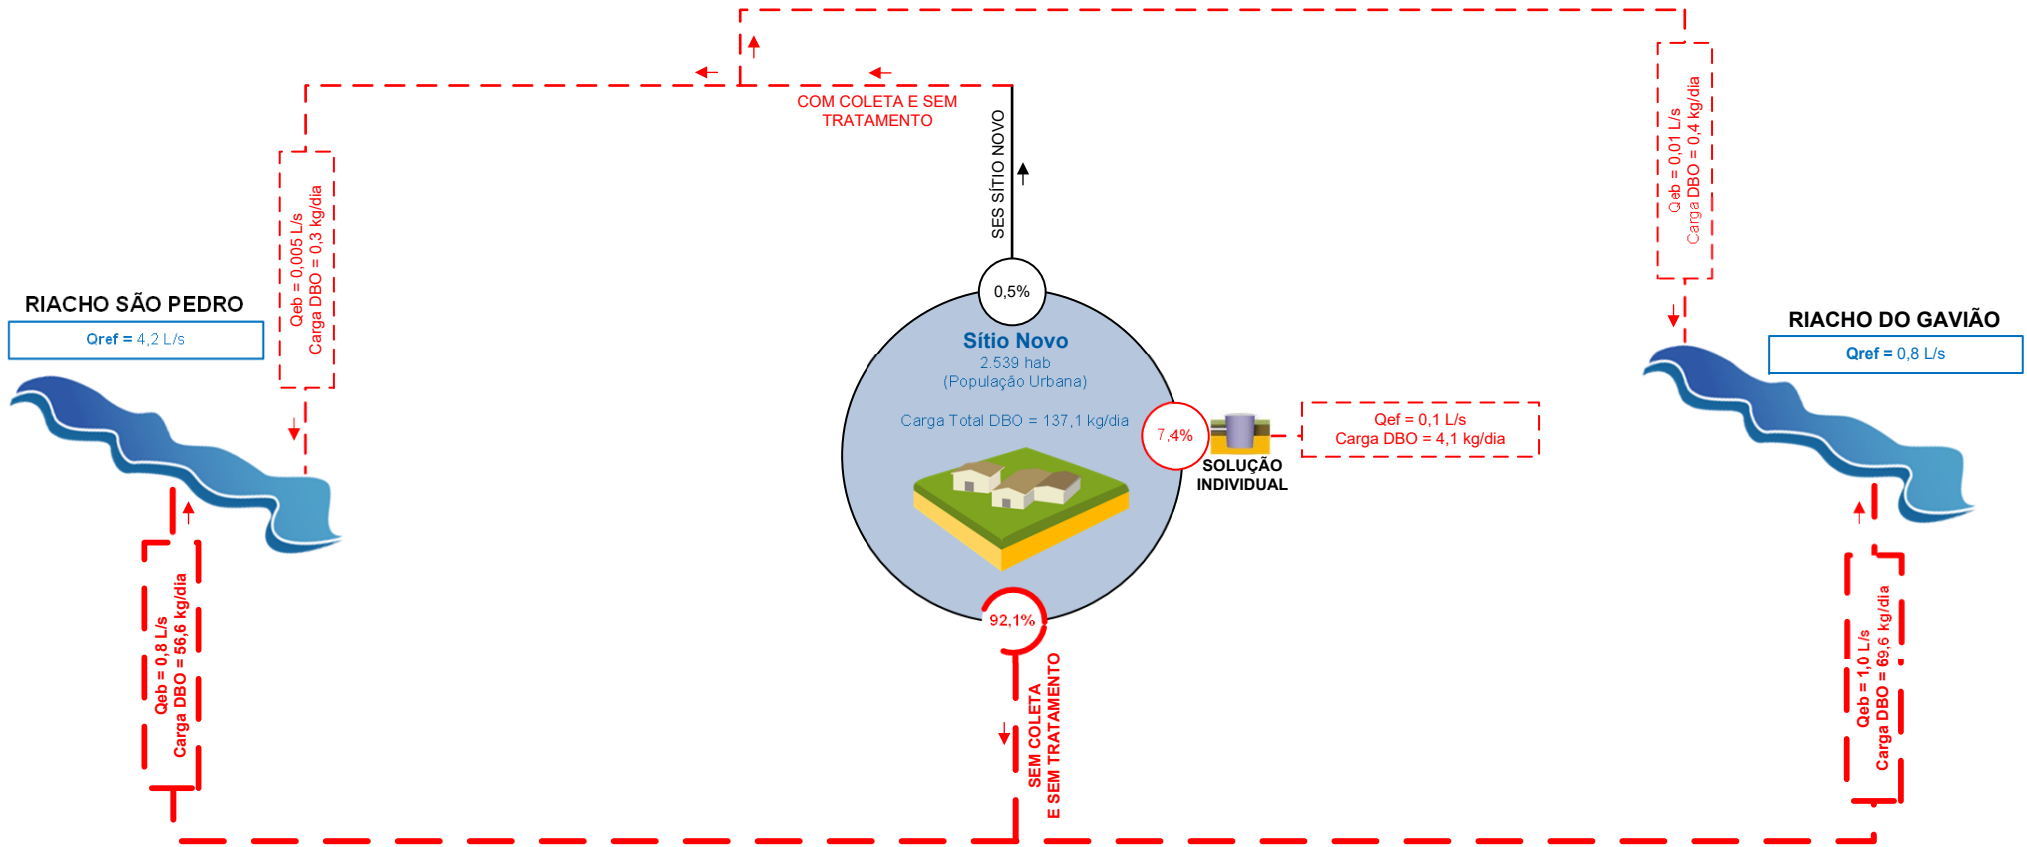 COM COLETA E SEM
TRATAMENTO
SES SÍTIO NOVO
Qeb = 0,005 L/s
Carga DBO = 0,3 kg/dia
Qeb = 0,01 L/s
Carga DBO = 0,4 kg/dia
RIACHO SÃO PEDRO
Qref = 4,2 L/s
RIACHO DO GAVIÃO
Qref = 0,8 L/s
0,5%
Sítio Novo
2.539 hab
(População Urbana)
Carga Total DBO = 137,1 kg/dia
7,4%
SOLUÇÃO
INDIVIDUAL
Qef = 0,1 L/s
Carga DBO = 4,1 kg/dia
92,1%
SEM COLETA
E SEM TRATAMENTO
Qeb = 0,8 L/s
Carga DBO = 56,6 kg/dia
Qeb = 1,0 L/s
Carga DBO = 69,6 kg/dia